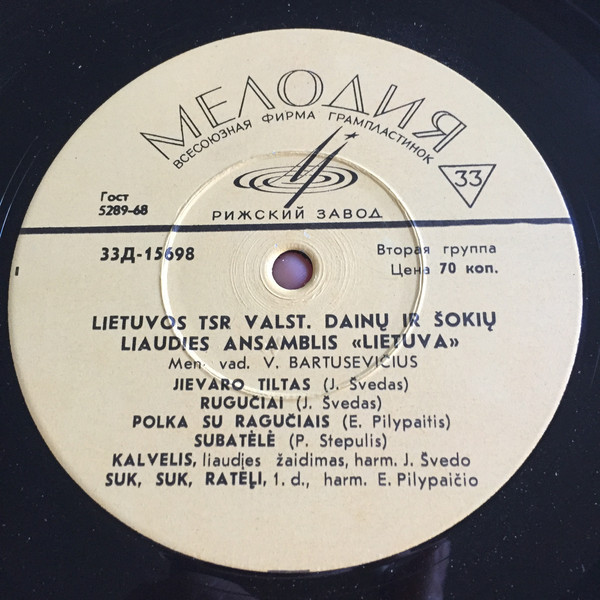 МЕЛОДИЯ
ВСЕСОЮЗНАЯ ФИРМА ГРАМПЛАСТИНОК
33
Гост
5289-68
РИЖСКИЙ ЗАВОД
33Д-15698
Вторая группа
Цена 70 коп.
LIETUVOS TSR VALST. DAINŲ IR ŠOKIŲ
LIAUDIES ANSAMBLIS «LIETUVA»
Men. vad. V. BARTUSEVIČIUS
JIEVARO TILTAS (J. Švedas)
RUGUČIAI (J. Švedas)
POLKA SU RAGUČIAIS (E. Pilypaitis)
SUBATĖLĖ (P. Stepulis)
KALVELIS, liaudies žaidimas, harm. J. Švedo
SUK, SUK, RATĖLĮ, 1. d., harm. E. Pilypaičio